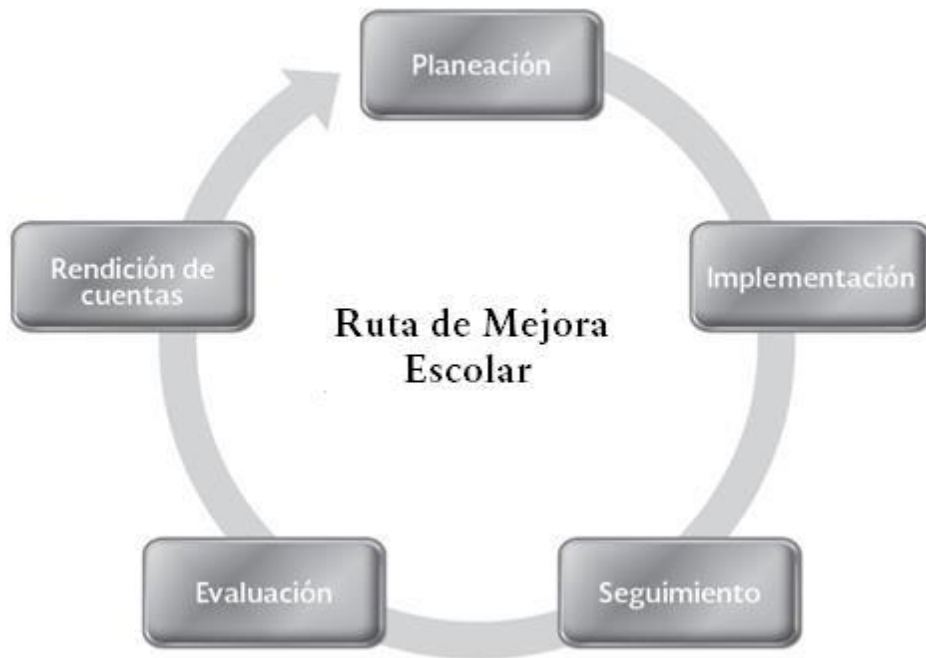 Planeación
Implementación
Seguimiento
Evaluación
Rendición de
cuentas
Ruta de Mejora
Escolar